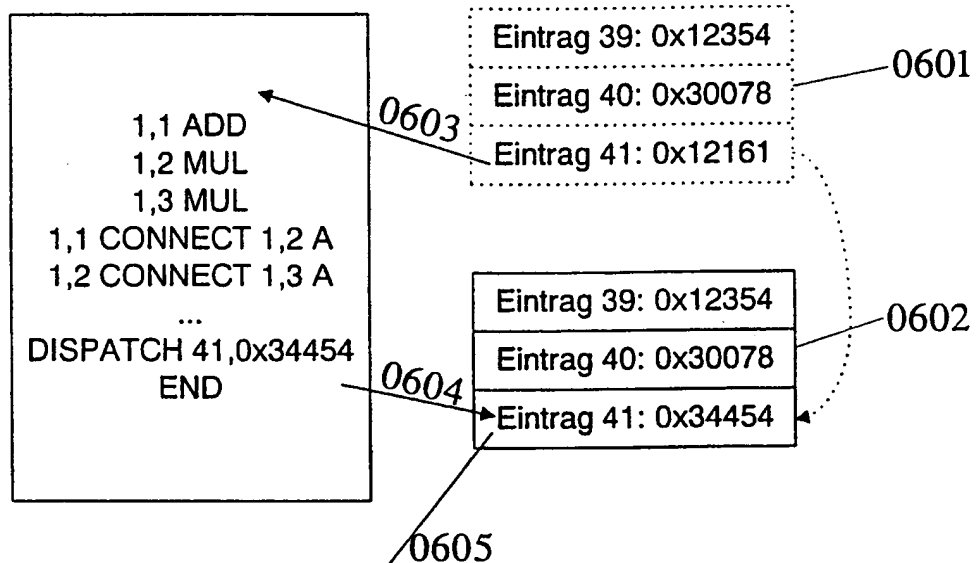 1,1 ADD
1,2 MUL
1,3 MUL
1,1 CONNECT 1,2 A
1,2 CONNECT 1,3 A
...
DISPATCH 41,0x34454
END
0603
0604
Eintrag 39: 0x12354
Eintrag 40: 0x30078
Eintrag 41: 0x12161
0601
Eintrag 39: 0x12354
Eintrag 40: 0x30078
Eintrag 41: 0x34454
0602
0605